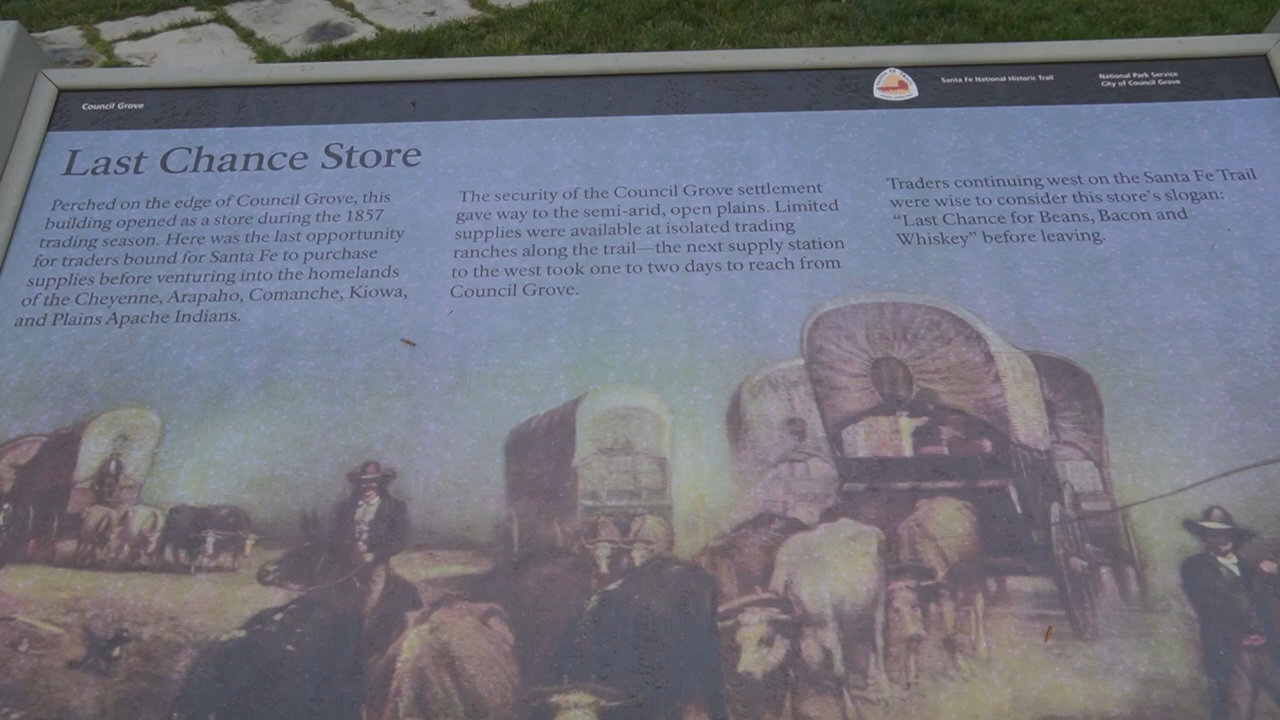 Council Grove
SANTA FE TRAIL
Santa Fe National Historic Trail
National Park Service
City of Council Grove
Last Chance Store
Perched on the edge of Council Grove, this
building opened as a store during the 1857
trading season. Here was the last opportunity
for traders bound for Santa Fe to purchase
supplies before venturing into the homelands
of the Cheyenne, Arapaho, Comanche, Kiowa,
and Plains Apache Indians.
The security of the Council Grove settlement
gave way to the semi-arid, open plains. Limited
supplies were available at isolated trading
ranches along the trail—the next supply station
to the west took one to two days to reach from
Council Grove.
Traders continuing west on the Santa Fe Trail
were wise to consider this store's slogan:
“Last Chance for Beans, Bacon and
Whiskey” before leaving.